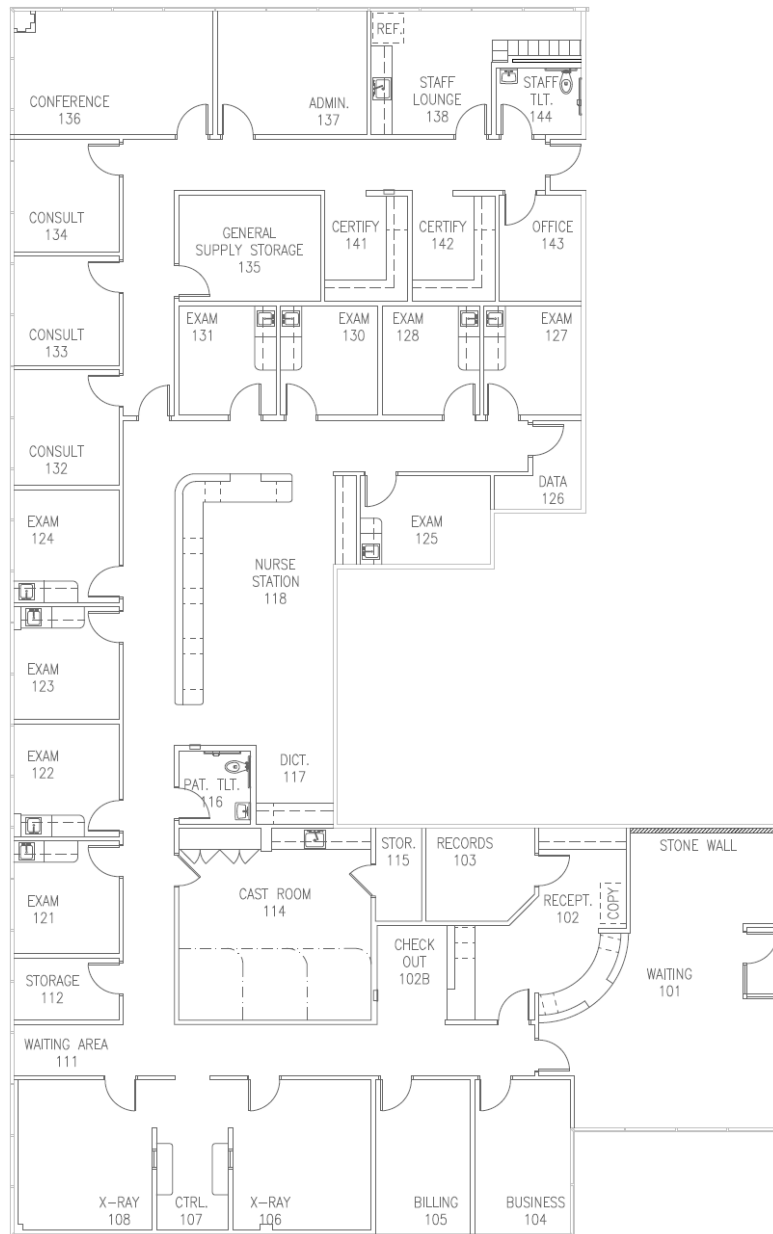 REF.
CONFERENCE
136
ADMIN.
137
STAFF
LOUNGE
138
STAFF
TLT.
144
CONSULT
134
GENERAL
SUPPLY STORAGE
135
CERTIFY
141
CERTIFY
142
OFFICE
143
CONSULT
133
EXAM
131
EXAM
130
EXAM
128
EXAM
127
CONSULT
132
DATA
126
EXAM
124
EXAM
125
NURSE
STATION
118
EXAM
123
EXAM
122
DICT.
117
PAT. TLT.
116
EXAM
121
CAST ROOM
114
STOR.
115
RECORDS
103
STONE WALL
RECEPT.
102
COPY
CHECK
OUT
102B
WAITING
101
STORAGE
112
WAITING AREA
111
X-RAY
108
CTRL.
107
X-RAY
106
BILLING
105
BUSINESS
104